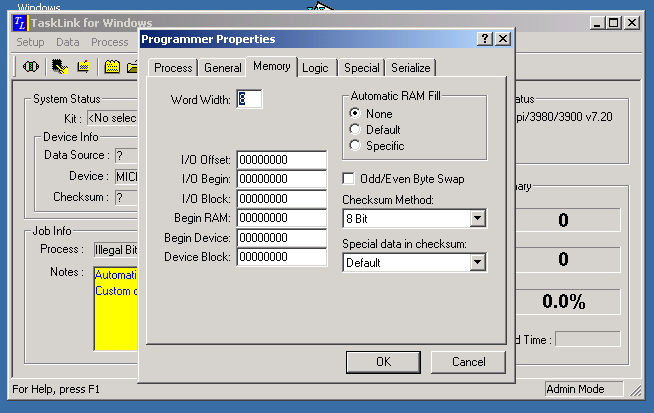 Windows
TaskLink for Windows
Setup Data Process
System Status
Kit : <No selec
Device Info
Data Source : ?
Device : MIC
Checksum : ?
Job Info
Process : Illegal Bit
Notes : Automati
Custom c
For Help, press F1
Programmer Properties
Process General Memory Logic Special Serialize
Word Width: 8
I/O Offset: 00000000
I/O Begin: 00000000
I/O Block: 00000000
Begin RAM: 00000000
Begin Device: 00000000
Device Block: 00000000
Automatic RAM Fill
None
Default
Specific
Odd/Even Byte Swap
Checksum Method:
8 Bit
Special data in checksum:
Default
OK Cancel
tatus
pi/3980/3900 v7.20
mary
0
0
0.0%
d Time :
Admin Mode